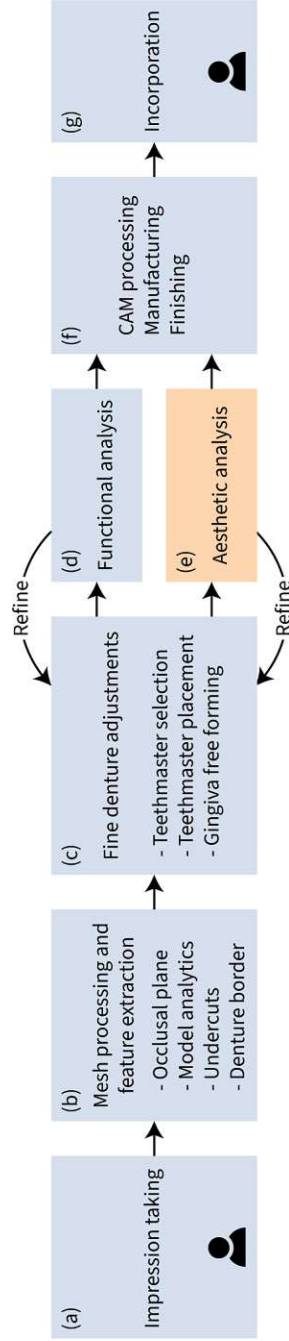 (a)
Impression taking
(b)
Mesh processing and
feature extraction
- Occlusal plane
- Model analytics
- Undercuts
- Denture border
(c)
Fine denture adjustments
- Teethmaster selection
- Teethmaster placement
- Gingiva free forming
Refine
(d)
Functional analysis
(e)
Aesthetic analysis
Refine
(f)
CAM processing
Manufacturing
Finishing
(g)
Incorporation